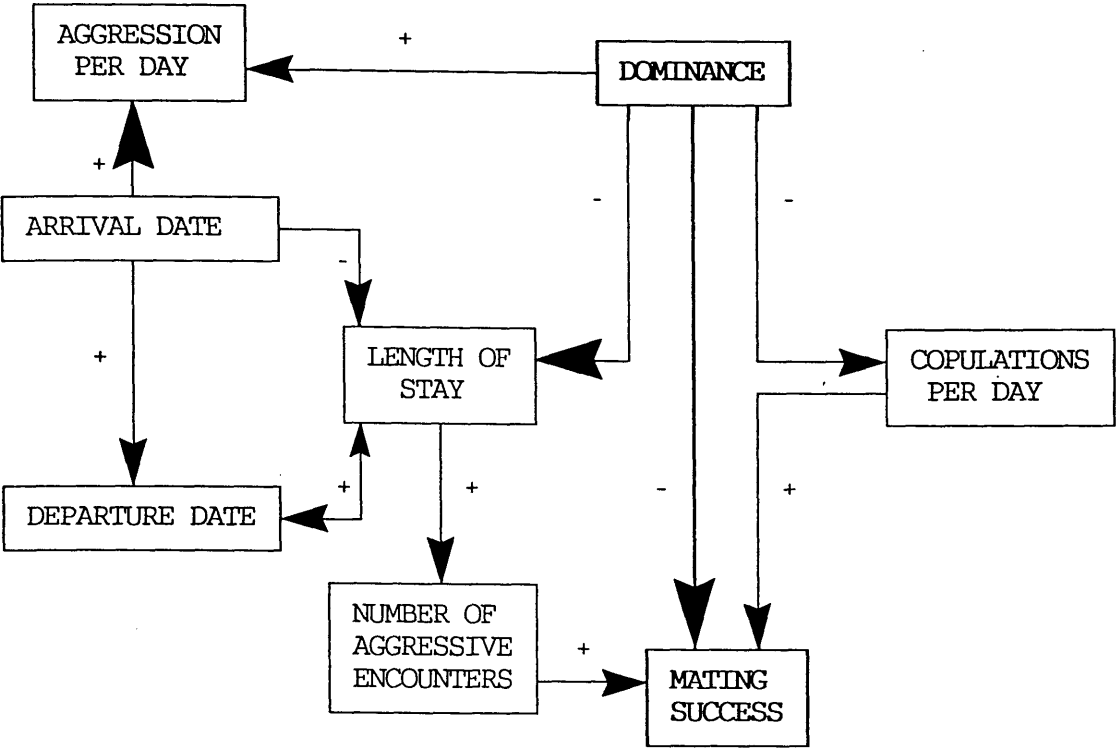 AGGRESSION
PER DAY
+
DOMINANCE
+
ARRIVAL DATE
-
-
-
+
LENGTH OF
STAY
COPULATIONS
PER DAY
+
+
-
+
DEPARTURE DATE
NUMBER OF
AGGRESSIVE
ENCOUNTERS
+
MATING
SUCCESS